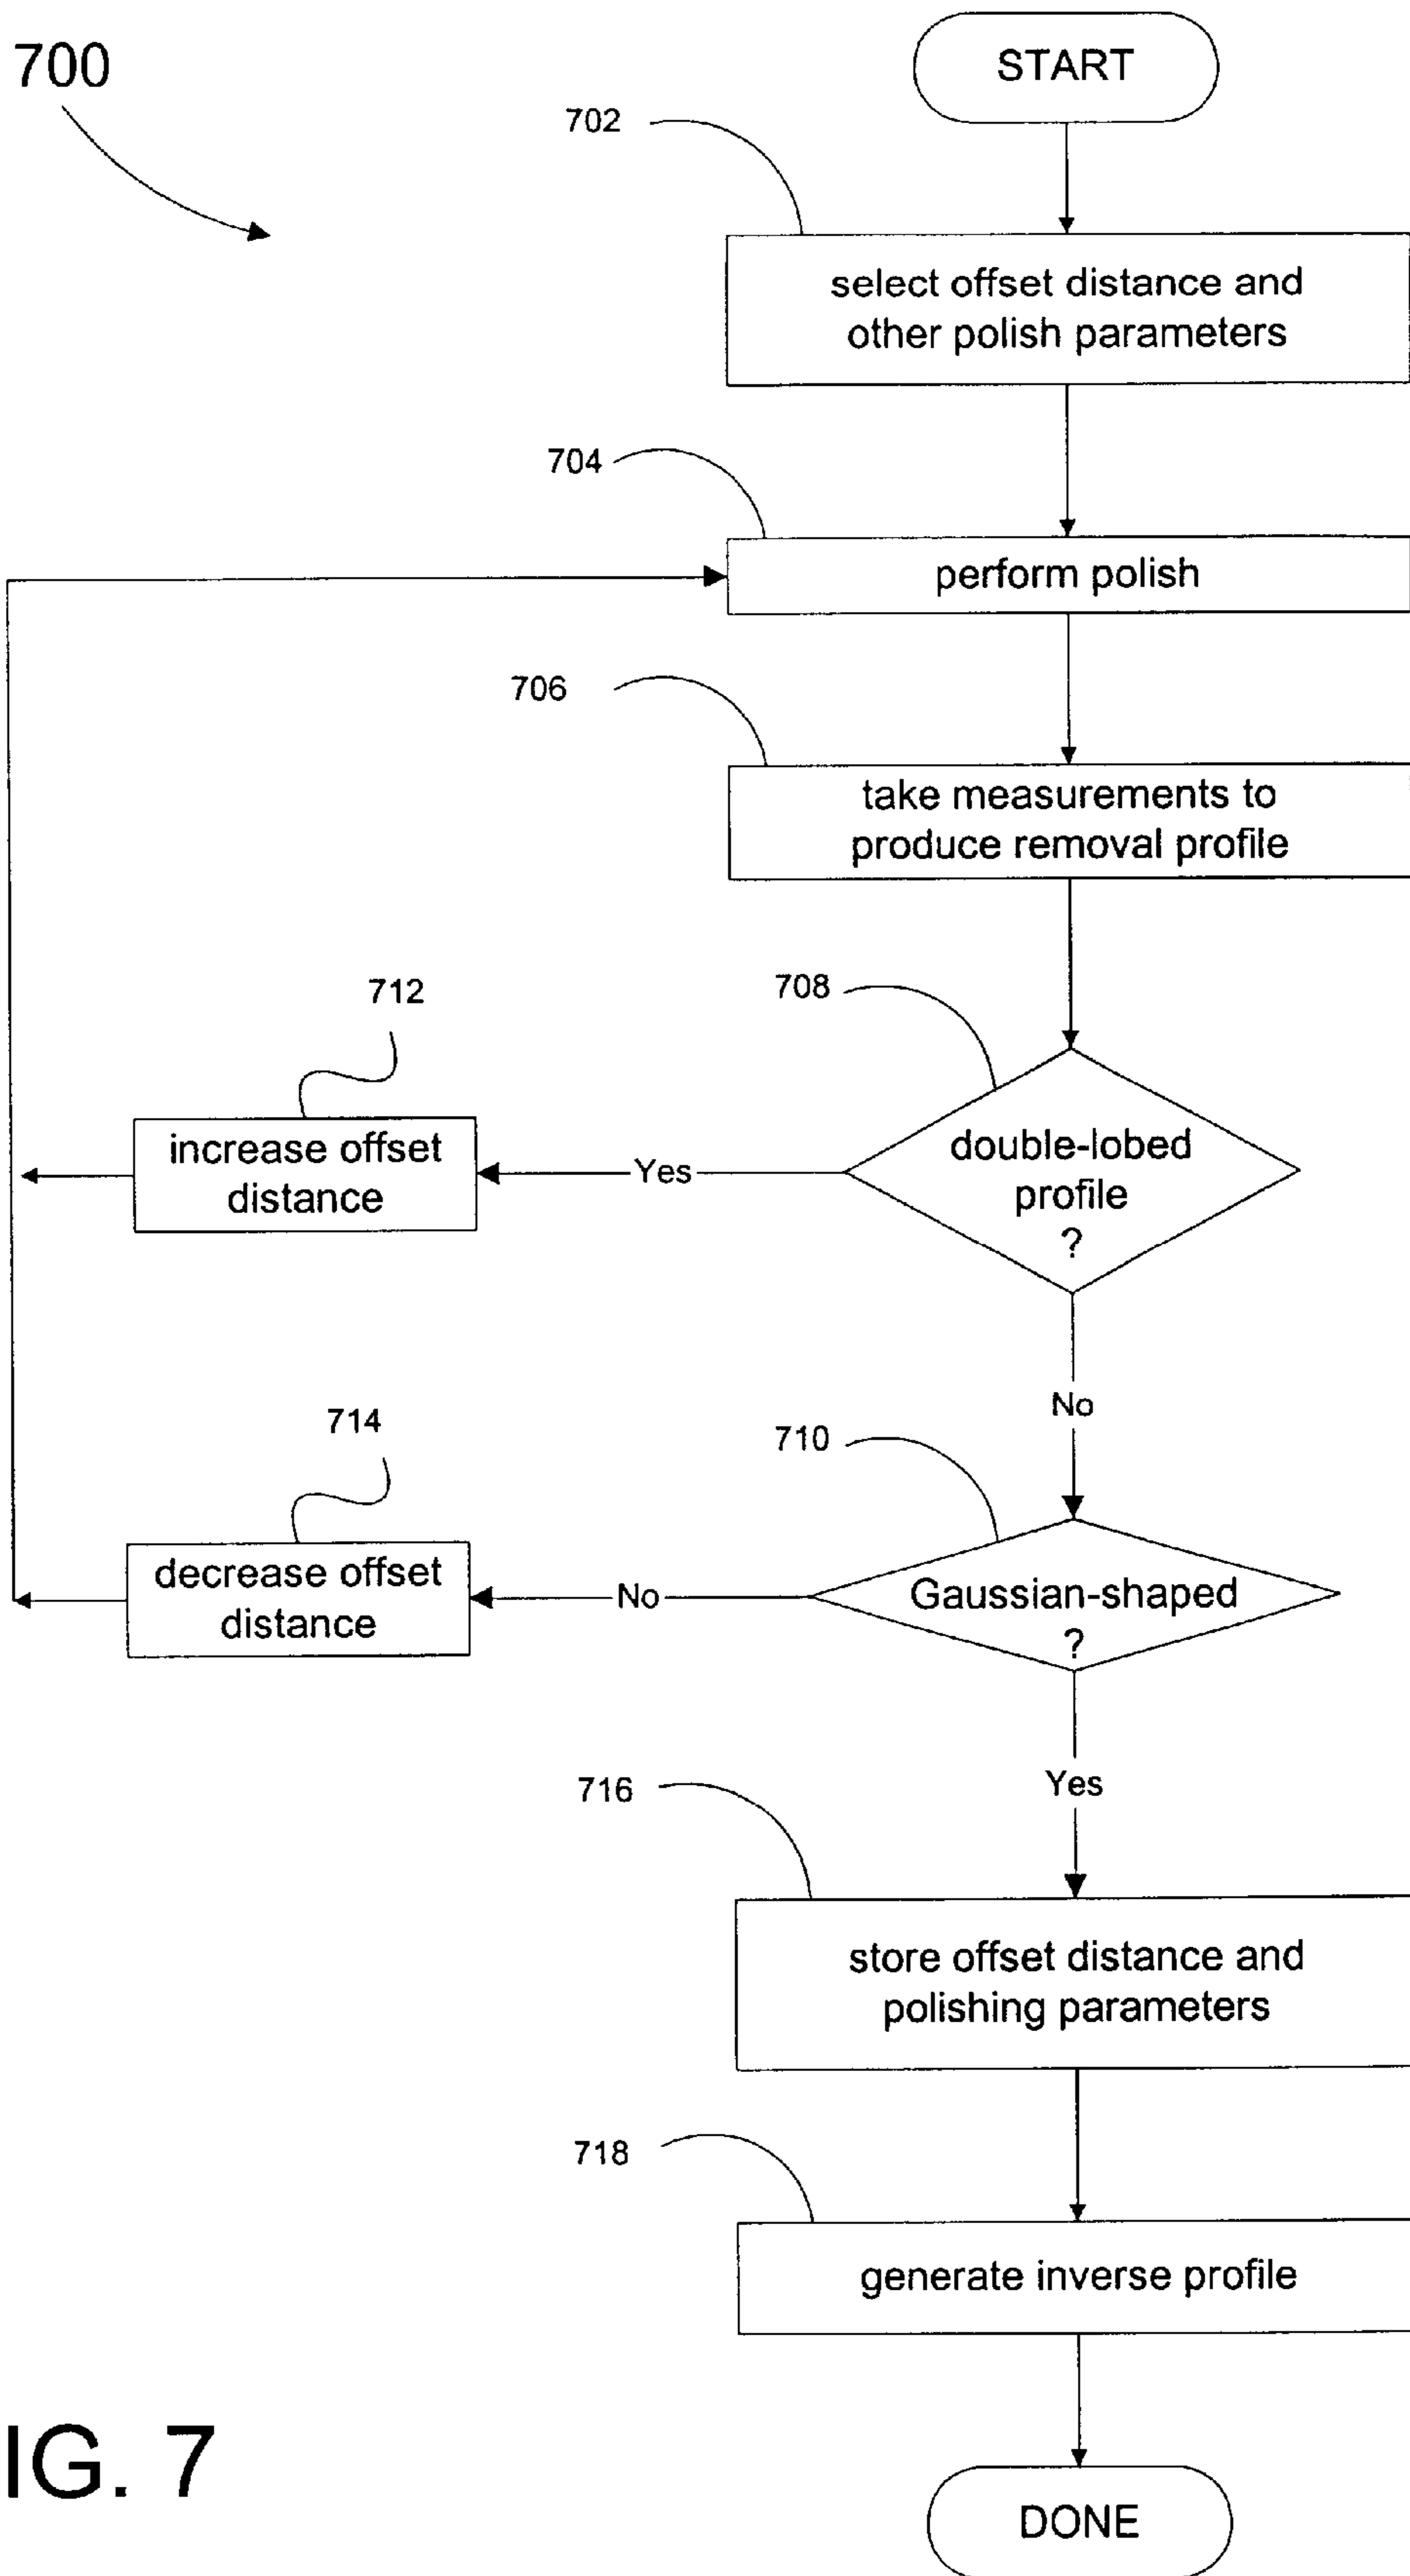 700
START
702
select offset distance and
other polish parameters
704
perform polish
706
take measurements to
produce removal profile
708
712
increase offset
distance
Yes
double-lobed
profile
?
No
714
710
decrease offset
distance
No
Gaussian-shaped
?
Yes
716
store offset distance and
polishing parameters
718
generate inverse profile
IG. 7
DONE